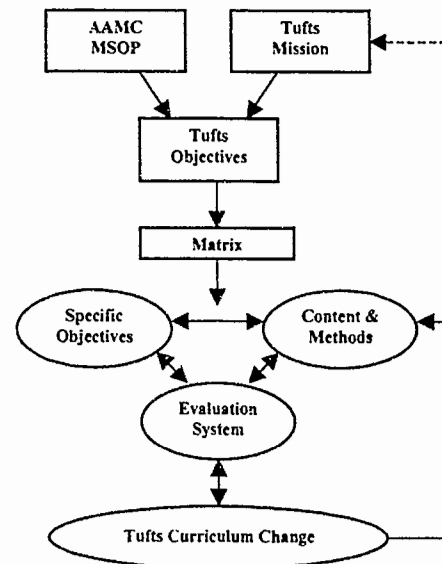 AAMC
MSOP
Tufts
Mission
Tufts
Objectives
Matrix
Specific
Objectives
Content &
Methods
Evaluation
System
Tufts Curriculum Change